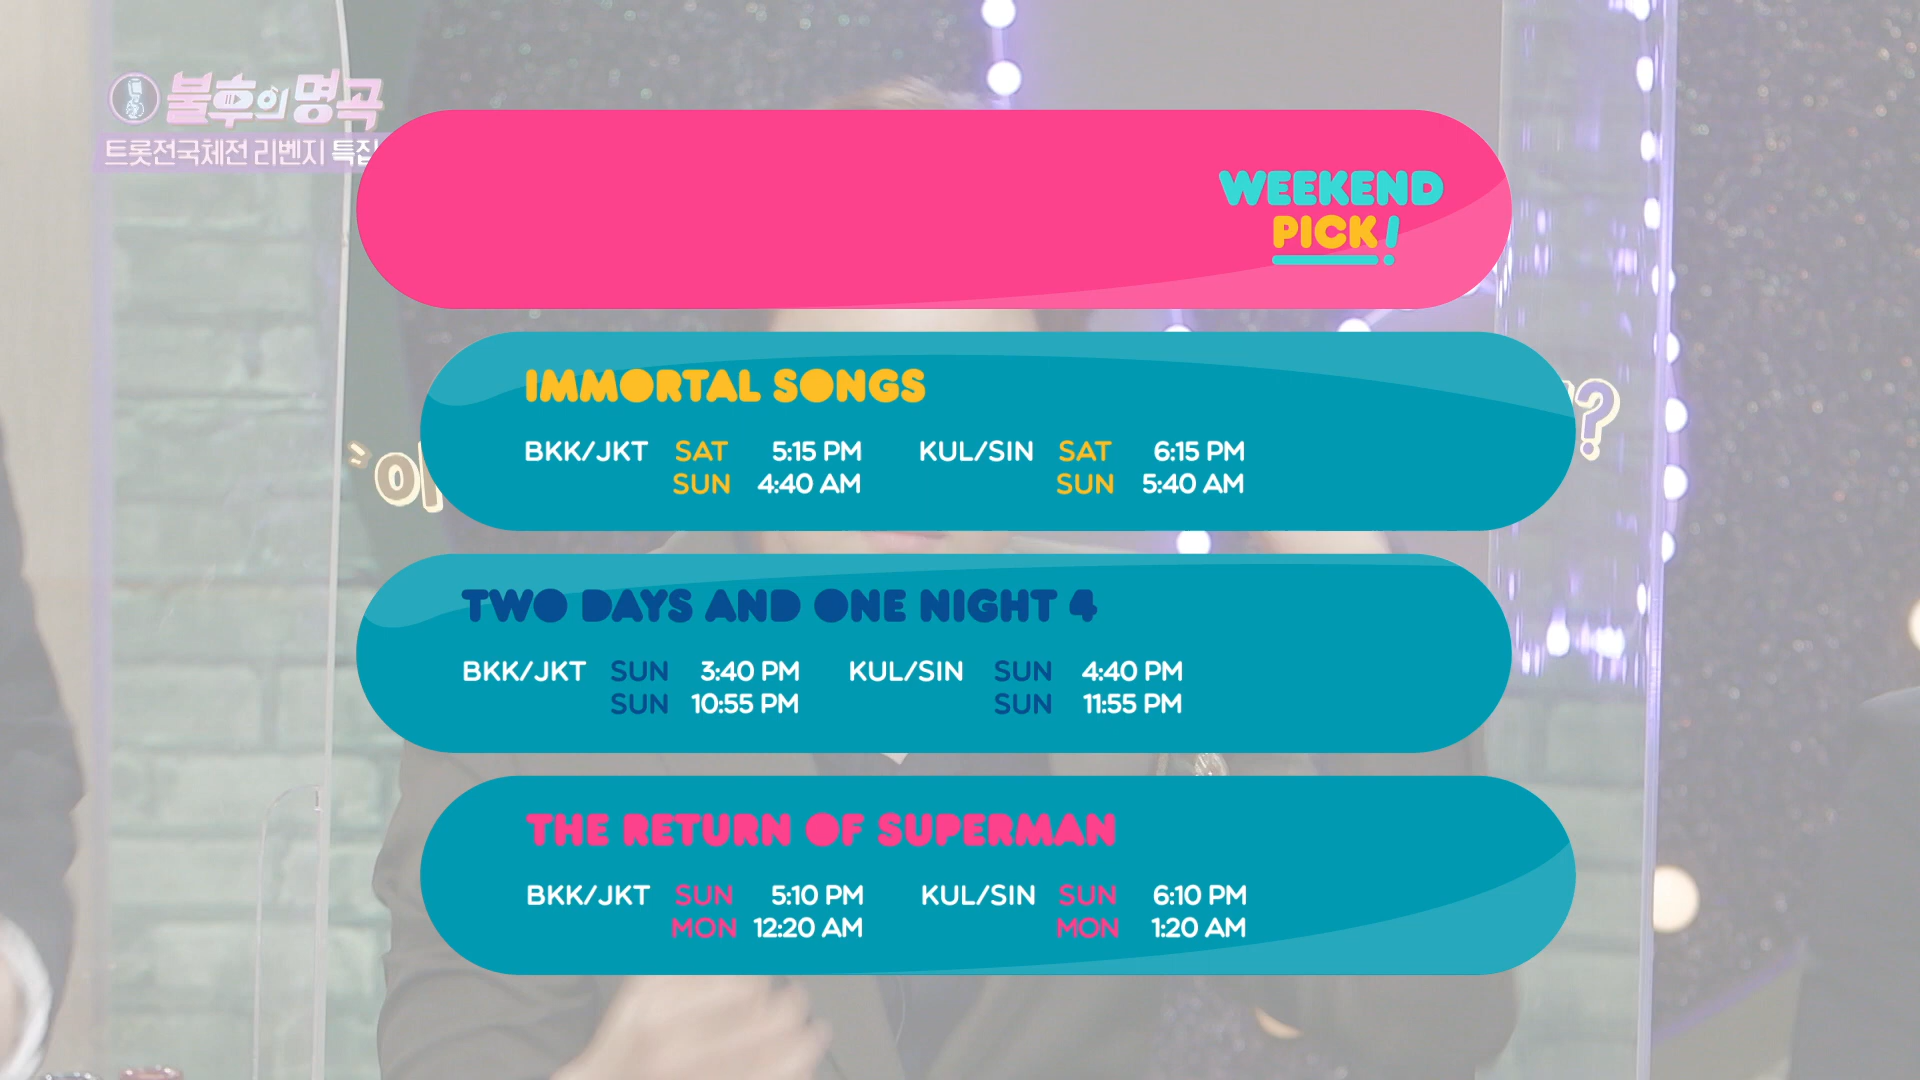 불후의 명곡
트롯전국체전 리벤지 특집
WEEKEND
PICK!
IMMORTAL SONGS
BKK/JKT SAT 5:15 PM KUL/SIN SAT 6:15 PM
SUN 4:40 AM SUN 5:40 AM
?
TWO DAYS AND ONE NIGHT 4
BKK/JKT SUN 3:40 PM KUL/SIN SUN 4:40 PM
SUN 10:55 PM SUN 11:55 PM
THE RETURN OF SUPERMAN
BKK/JKT SUN 5:10 PM KUL/SIN SUN 6:10 PM
MON 12:20 AM MON 1:20 AM